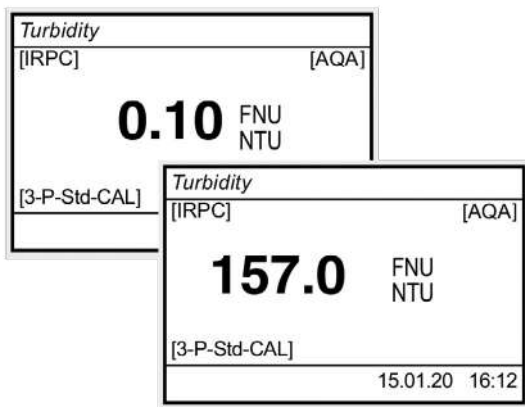 Turbidity
[IRPC] [AQA]
0.10 FNU
NTU
[3-P-Std-CAL]
Turbidity
[IRPC] [AQA]
157.0 FNU
NTU
[3-P-Std-CAL]
15.01.20 16:12